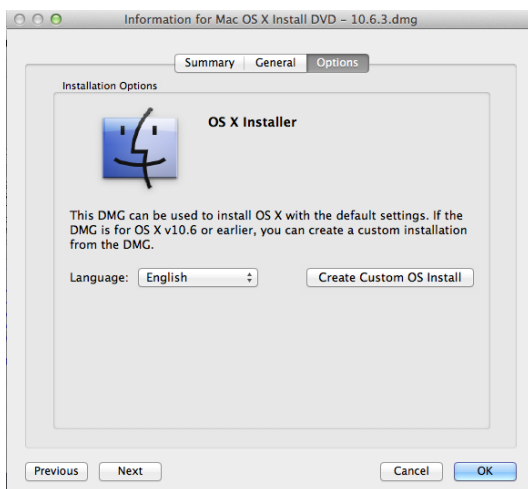 Information for Mac OS X Install DVD – 10.6.3.dmg
Summary General Options
Installation Options
OS X Installer
This DMG can be used to install OS X with the default settings. If the
DMG is for OS X v10.6 or earlier, you can create a custom installation
from the DMG.
Language: English Create Custom OS Install
Previous Next Cancel OK